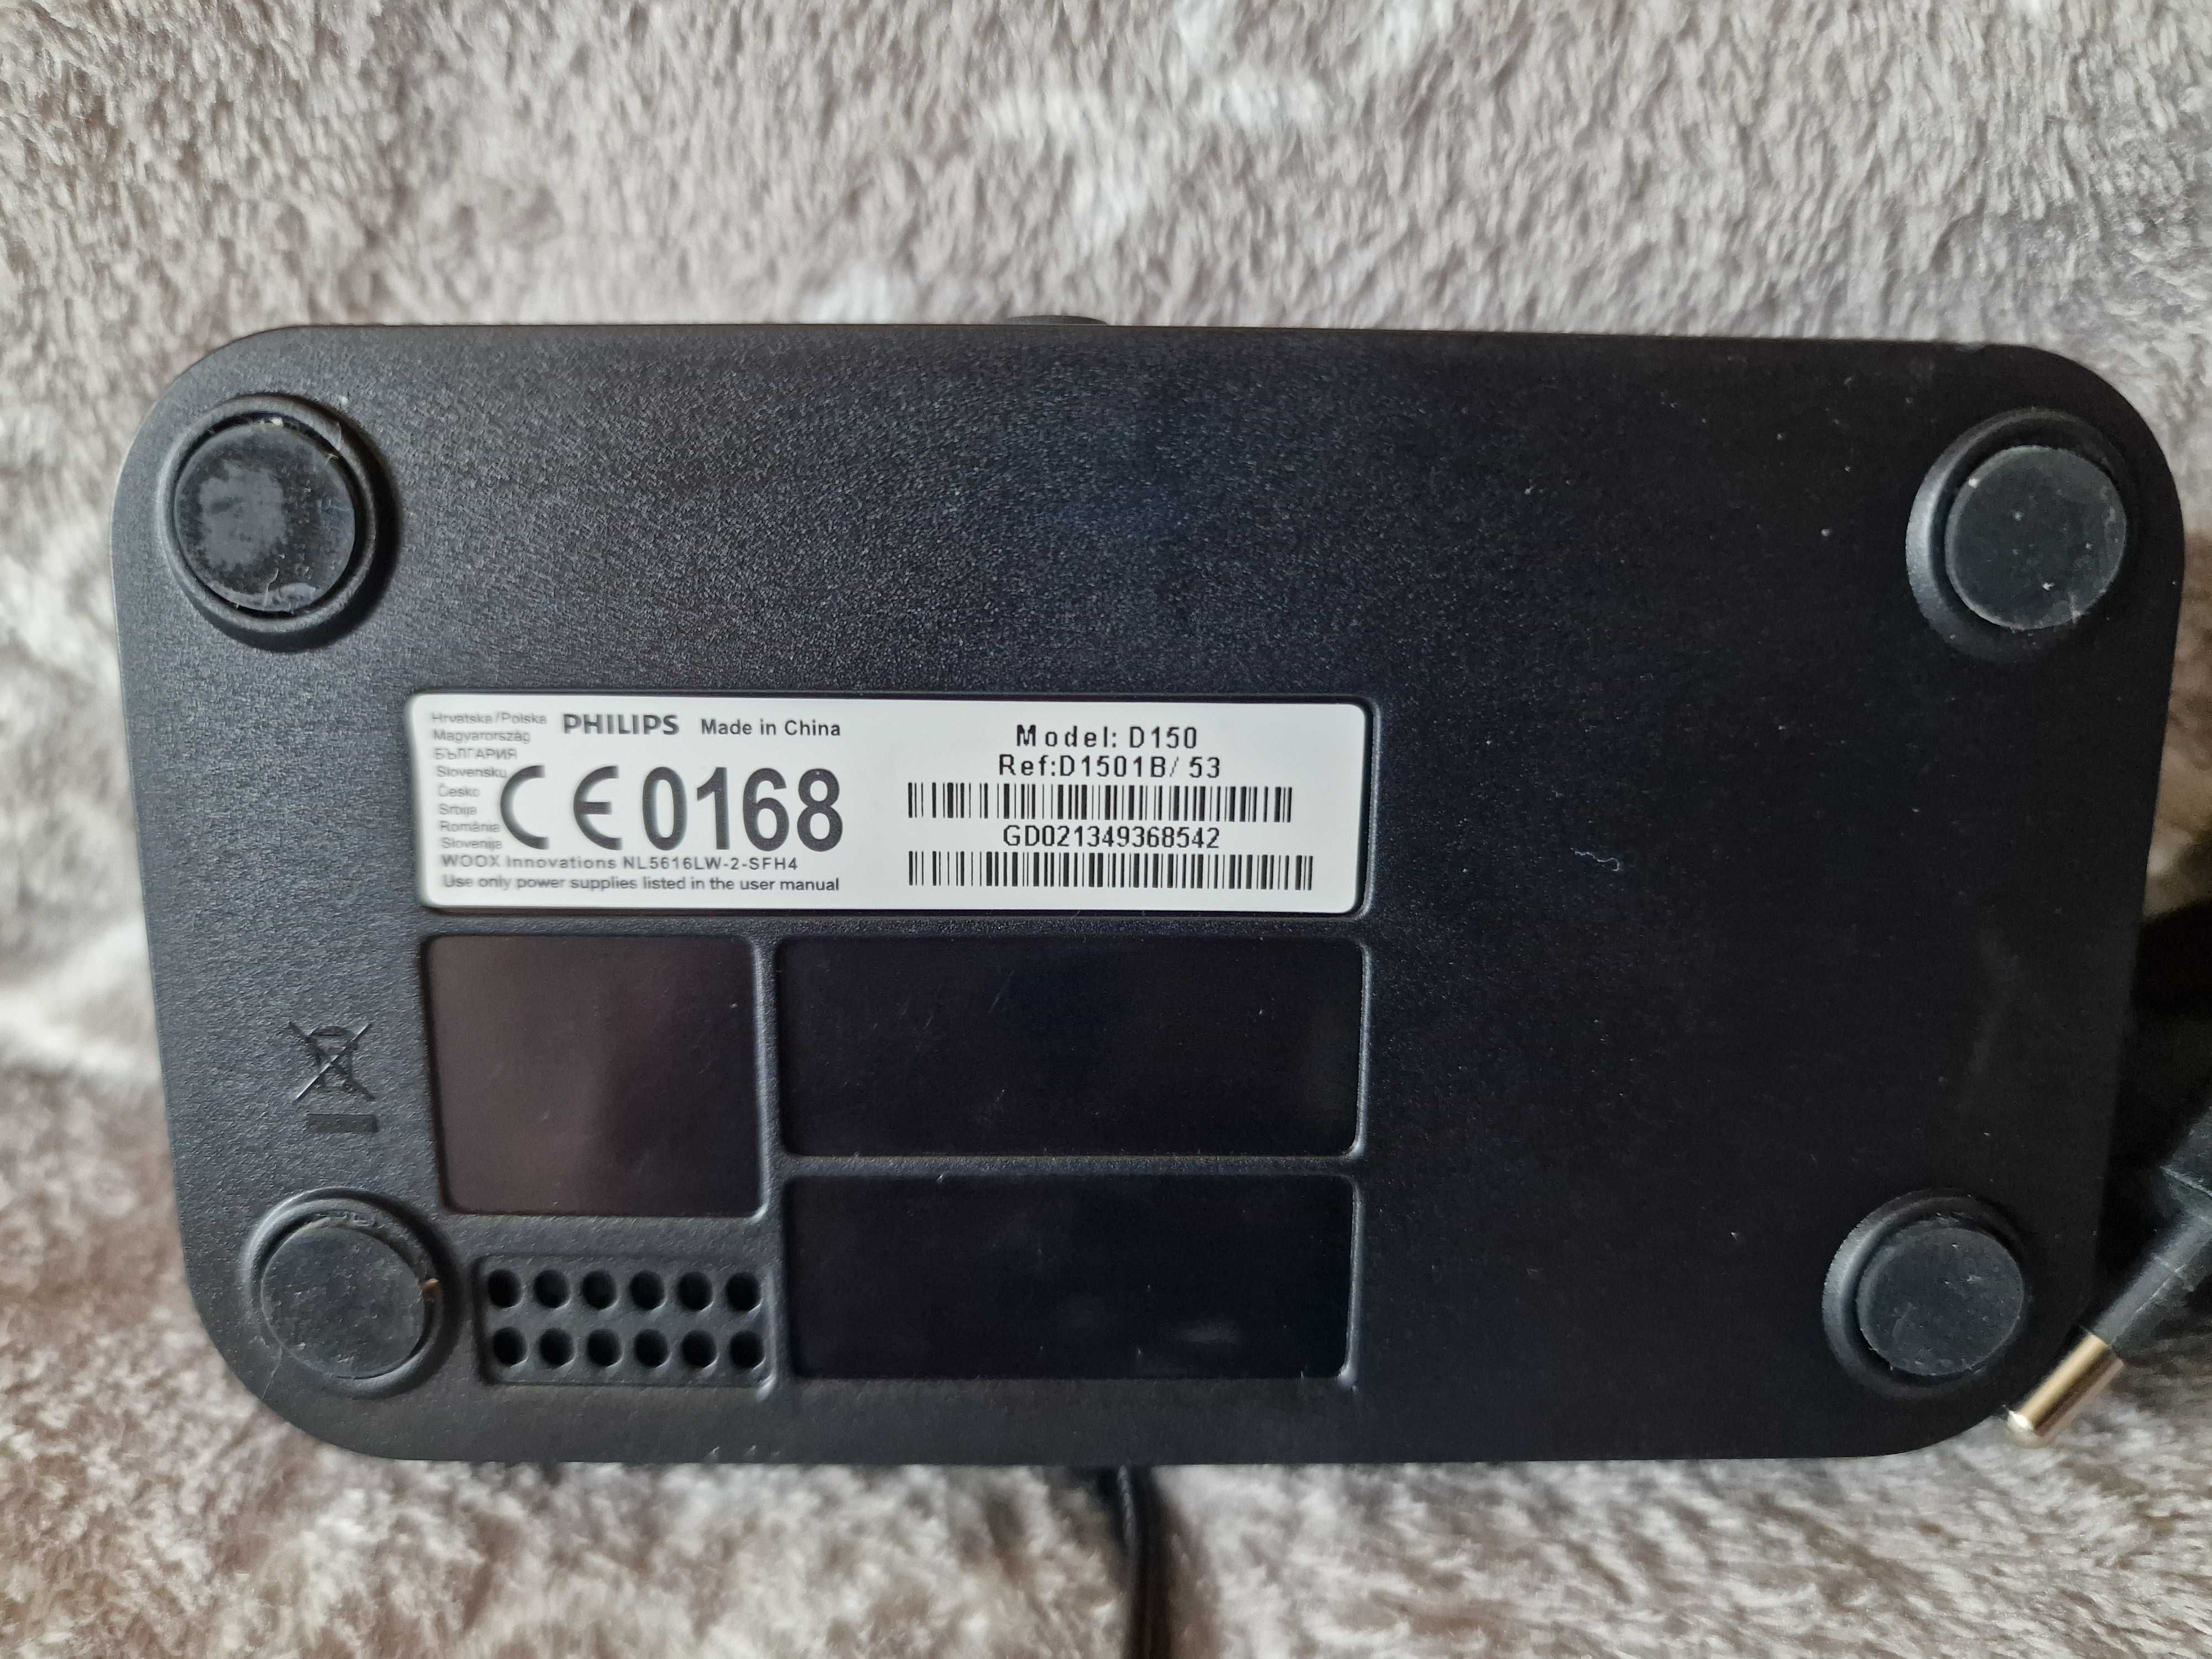 Hrvatska/Polska
Magyarország
БЪЛГАРИЯ
Slovensku
Česko
Srbija
România
Slovenija
PHILIPS Made in China
CE0168
WOOX Innovations NL5616LW-2-SFH4
Use only power supplies listed in the user manual
Model: D150
Ref:D1501B/ 53
GD021349368542